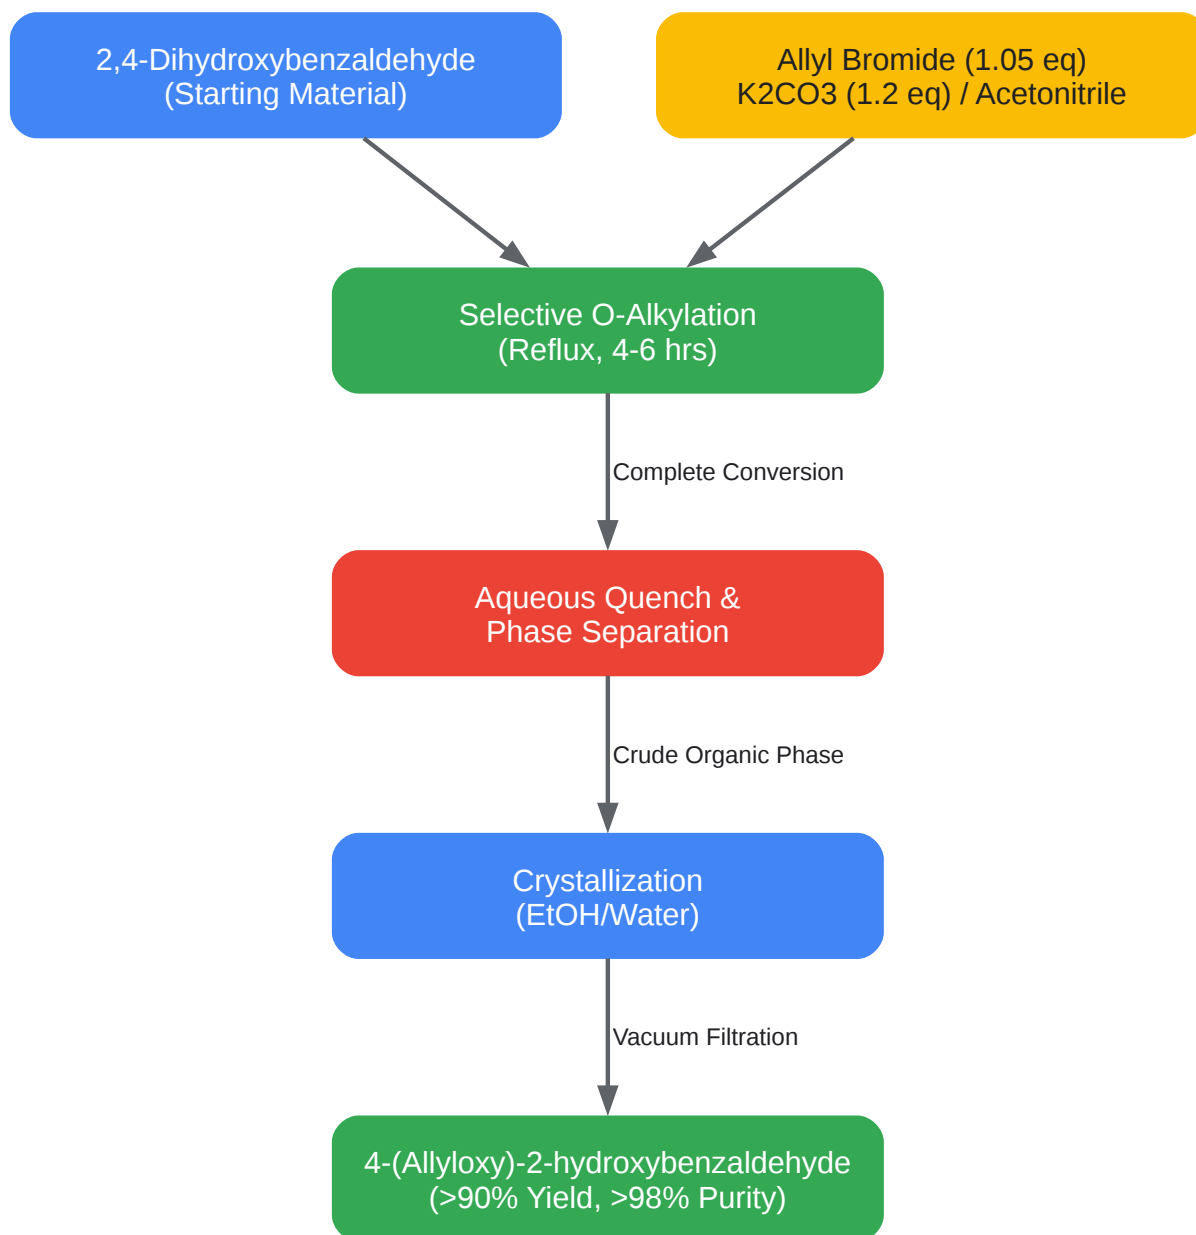 2,4-Dihydroxybenzaldehyde
(Starting Material)
Allyl Bromide (1.05 eq)
K2CO3 (1.2 eq) / Acetonitrile
Selective O-Alkylation
(Reflux, 4-6 hrs)
Complete Conversion
Aqueous Quench &
Phase Separation
Crude Organic Phase
Crystallization
(EtOH/Water)
Vacuum Filtration
4-(Allyloxy)-2-hydroxybenzaldehyde
(>90% Yield, >98% Purity)